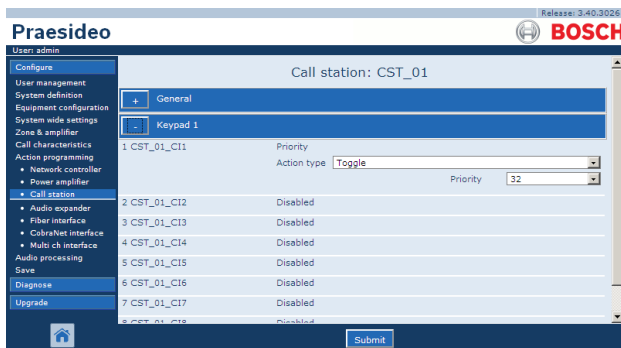 Release: 3.40.3026
Praesideo
BOSCH
User: admin
Configure
User management
System definition
Equipment configuration
System wide settings
Zone & amplifier
Call characteristics
Action programming
• Network controller
• Power amplifier
• Call station
• Audio expander
• Fiber interface
• CobraNet interface
• Multi ch interface
Audio processing
Save
Diagnose
Upgrade
Call station: CST_01
+ General
- Keypad 1
1 CST_01_CI1 Priority
Action type Toggle
Priority 32
2 CST_01_CI2 Disabled
3 CST_01_CI3 Disabled
4 CST_01_CI4 Disabled
5 CST_01_CI5 Disabled
6 CST_01_CI6 Disabled
7 CST_01_CI7 Disabled
8 CST_01_CI8 Disabled
Submit